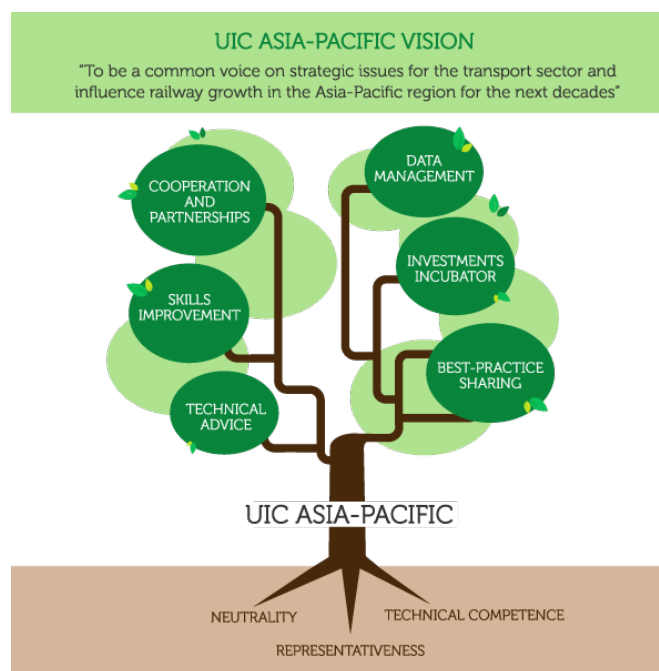 UIC ASIA-PACIFIC VISION
“To be a common voice on strategic issues for the transport sector and
influence railway growth in the Asia-Pacific region for the next decades”
COOPERATION
AND
PARTNERSHIPS
DATA
MANAGEMENT
SKILLS
IMPROVEMENT
INVESTMENTS
INCUBATOR
TECHNICAL
ADVICE
BEST-PRACTICE
SHARING
UIC ASIA-PACIFIC
NEUTRALITY
TECHNICAL COMPETENCE
REPRESENTATIVENESS